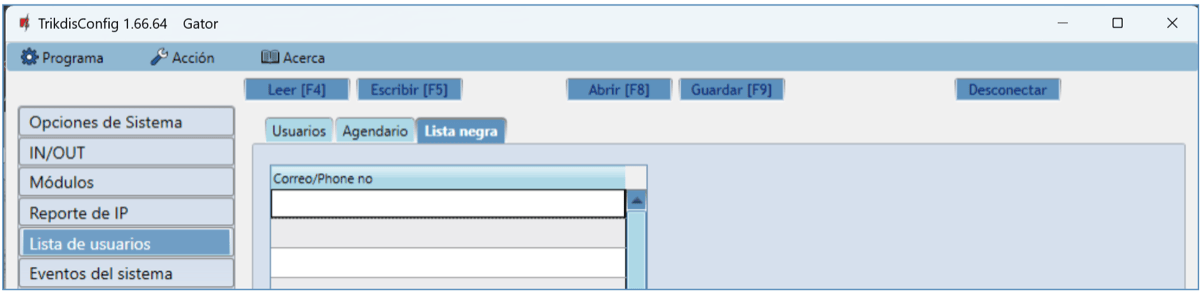 TrikdisConfig 1.66.64 Gator
Programa Acción Acerca
Leer [F4] Escribir [F5] Abrir [F8] Guardar [F9] Desconectar
Opciones de Sistema
IN/OUT
Módulos
Reporte de IP
Lista de usuarios
Eventos del sistema
Usuarios Agendario Lista negra
Correo/Phone no